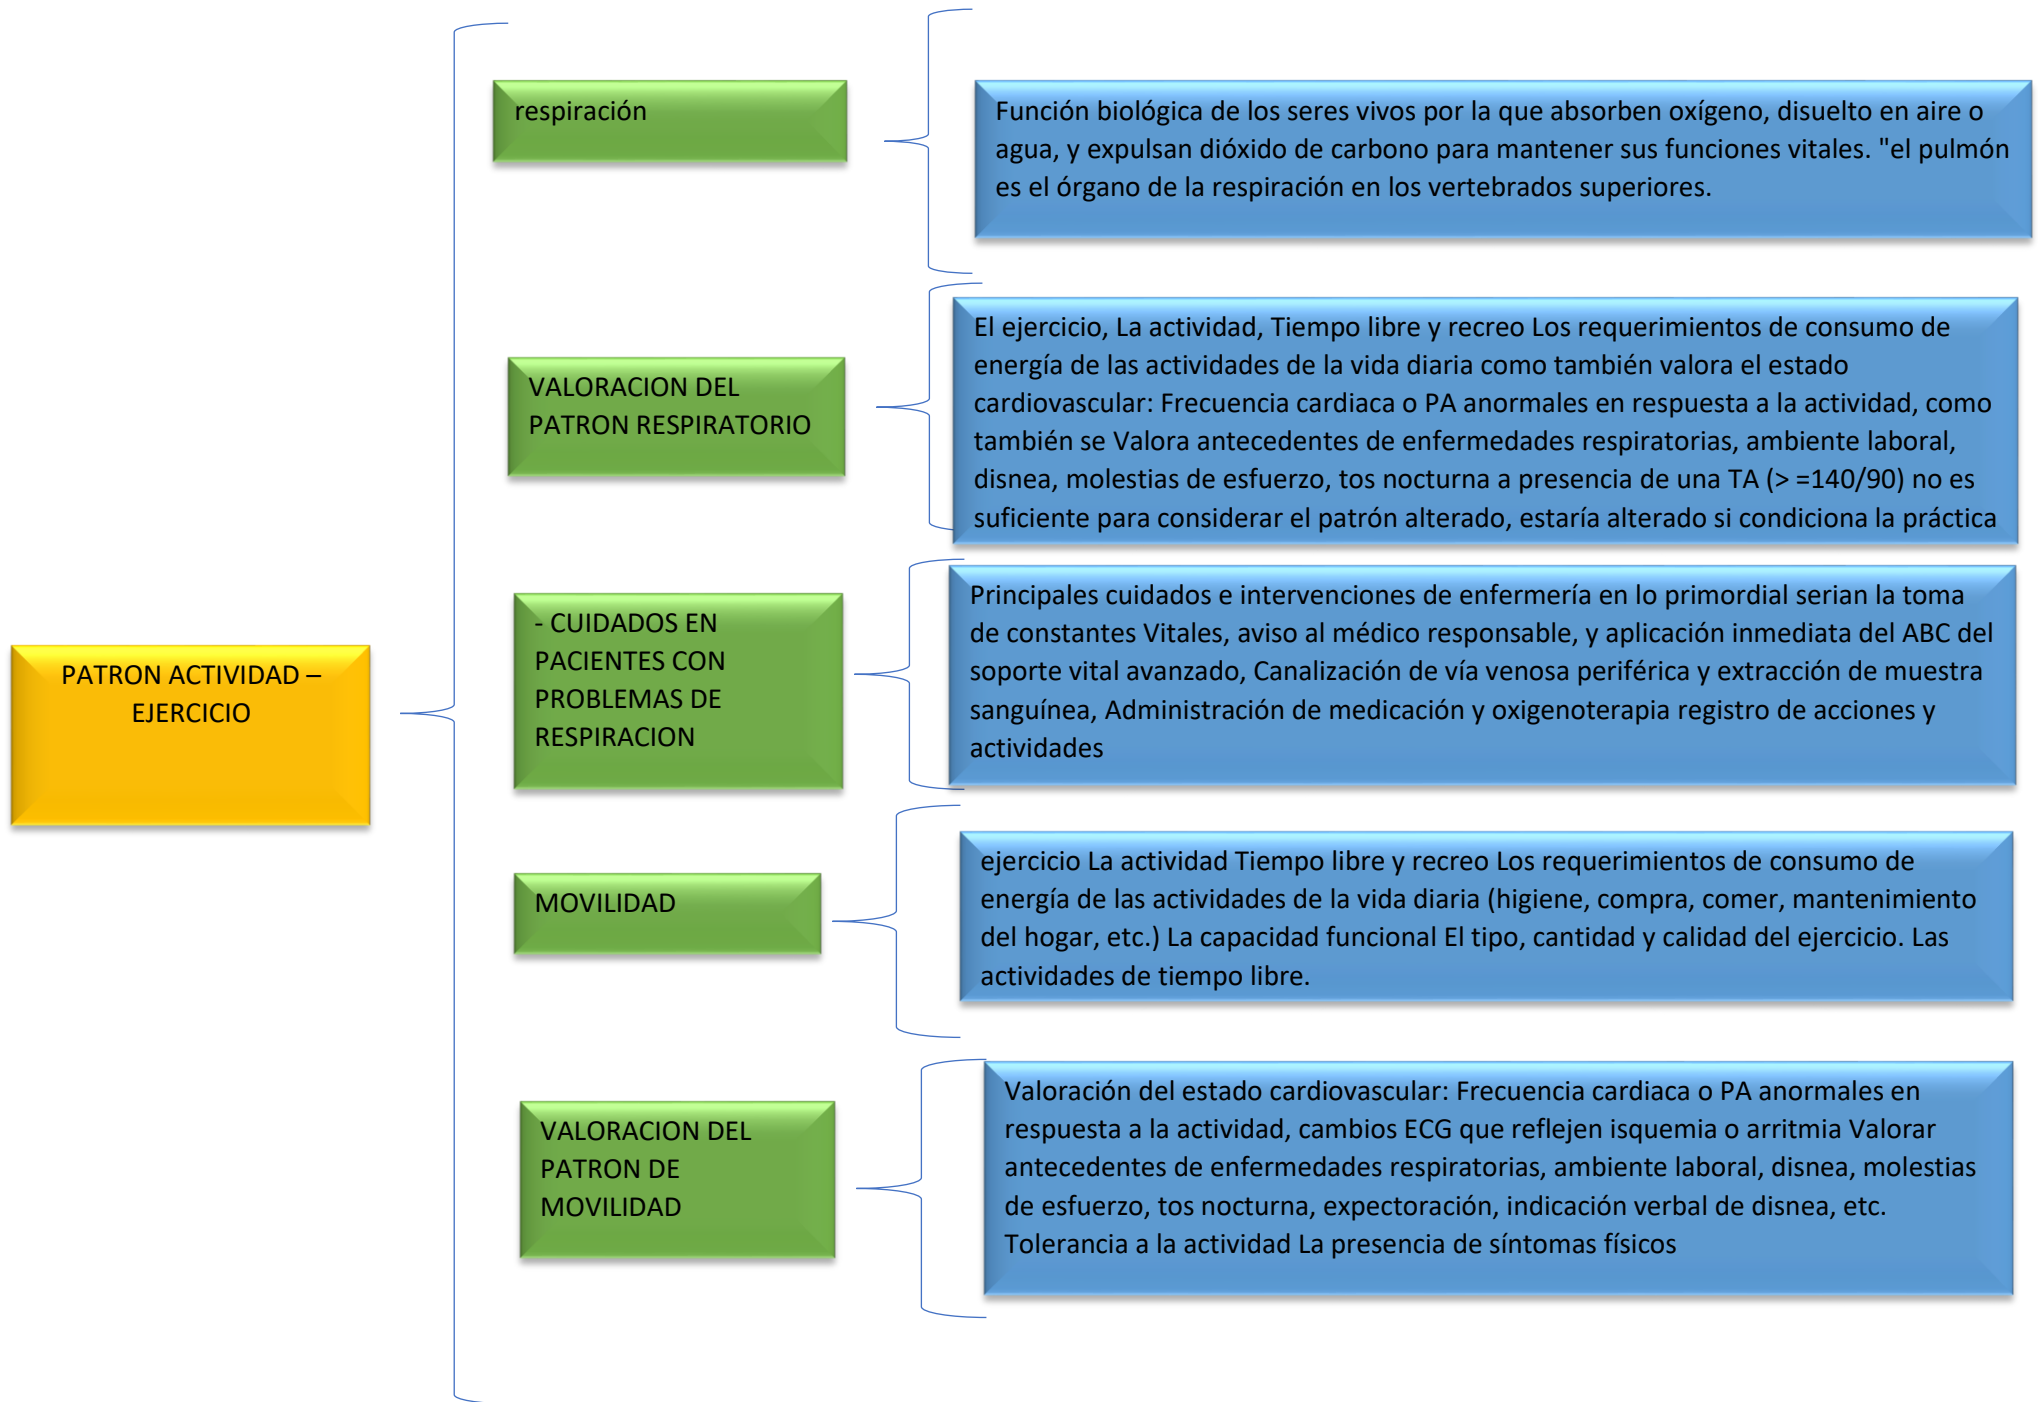 PATRON ACTIVIDAD –
EJERCICIO
respiración
Función biológica de los seres vivos por la que absorben oxígeno, disuelto en aire o
agua, y expulsan dióxido de carbono para mantener sus funciones vitales. "el pulmón
es el órgano de la respiración en los vertebrados superiores.
VALORACION DEL
PATRON RESPIRATORIO
El ejercicio, La actividad, Tiempo libre y recreo Los requerimientos de consumo de
energía de las actividades de la vida diaria como también valora el estado
cardiovascular: Frecuencia cardiaca o PA anormales en respuesta a la actividad, como
también se Valora antecedentes de enfermedades respiratorias, ambiente laboral,
disnea, molestias de esfuerzo, tos nocturna a presencia de una TA (> =140/90) no es
suficiente para considerar el patrón alterado, estaría alterado si condiciona la práctica
- CUIDADOS EN
PACIENTES CON
PROBLEMAS DE
RESPIRACION
Principales cuidados e intervenciones de enfermería en lo primordial serian la toma
de constantes Vitales, aviso al médico responsable, y aplicación inmediata del ABC del
soporte vital avanzado, Canalización de vía venosa periférica y extracción de muestra
sanguínea, Administración de medicación y oxigenoterapia registro de acciones y
actividades
MOVILIDAD
ejercicio La actividad Tiempo libre y recreo Los requerimientos de consumo de
energía de las actividades de la vida diaria (higiene, compra, comer, mantenimiento
del hogar, etc.) La capacidad funcional El tipo, cantidad y calidad del ejercicio. Las
actividades de tiempo libre.
VALORACION DEL
PATRON DE
MOVILIDAD
Valoración del estado cardiovascular: Frecuencia cardiaca o PA anormales en
respuesta a la actividad, cambios ECG que reflejen isquemia o arritmia Valorar
antecedentes de enfermedades respiratorias, ambiente laboral, disnea, molestias
de esfuerzo, tos nocturna, expectoración, indicación verbal de disnea, etc.
Tolerancia a la actividad La presencia de síntomas físicos